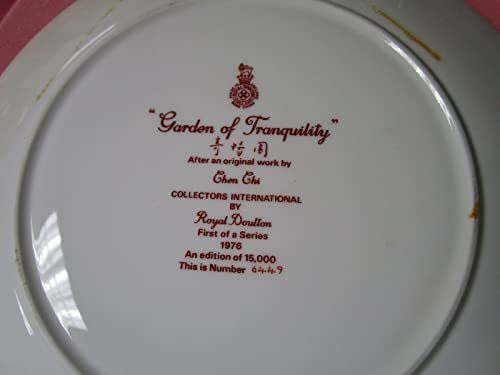 "Garden of Tranquility"
After an original work by
Chen Chi
COLLECTORS INTERNATIONAL
BY
Royal Doulton
First of a Series
1976
An edition of 15,000
This is Number 6449